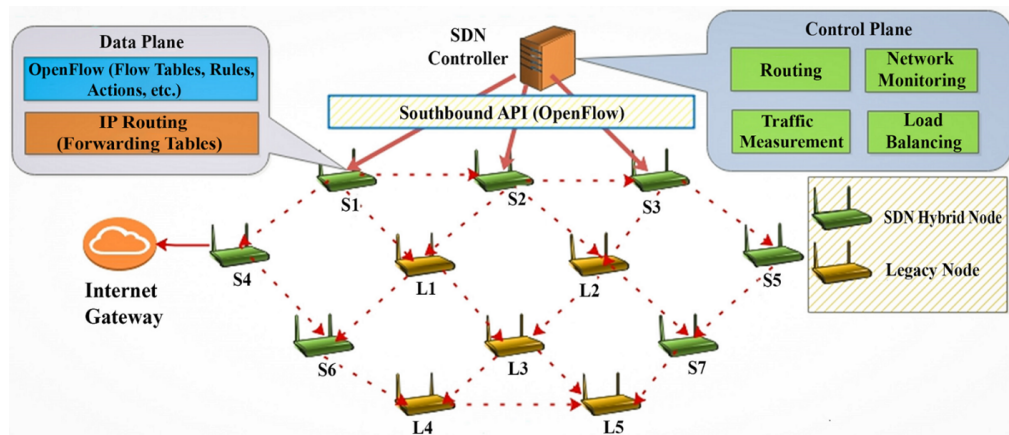 Data Plane
OpenFlow (Flow Tables, Rules,
Actions, etc.)
IP Routing
(Forwarding Tables)
SDN
Controller
Southbound API (OpenFlow)
Control Plane
Routing
Network
Monitoring
Traffic
Measurement
Load
Balancing
S1
S2
S3
SDN Hybrid Node
Legacy Node
S4
L1
L2
S5
Internet
Gateway
S6
L3
S7
L4
L5